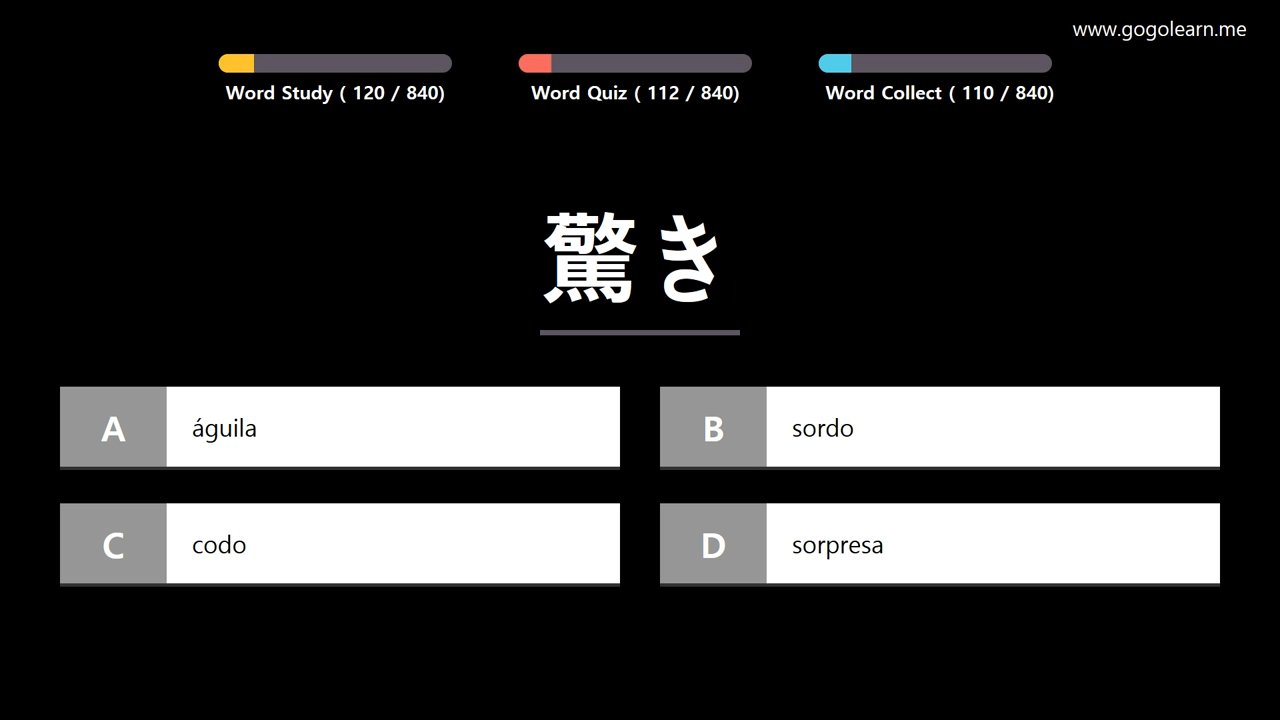 www.gogolearn.me
Word Study ( 120 / 840)
Word Quiz ( 112 / 840)
Word Collect ( 110 / 840)
驚き
A águila
B sordo
C codo
D sorpresa